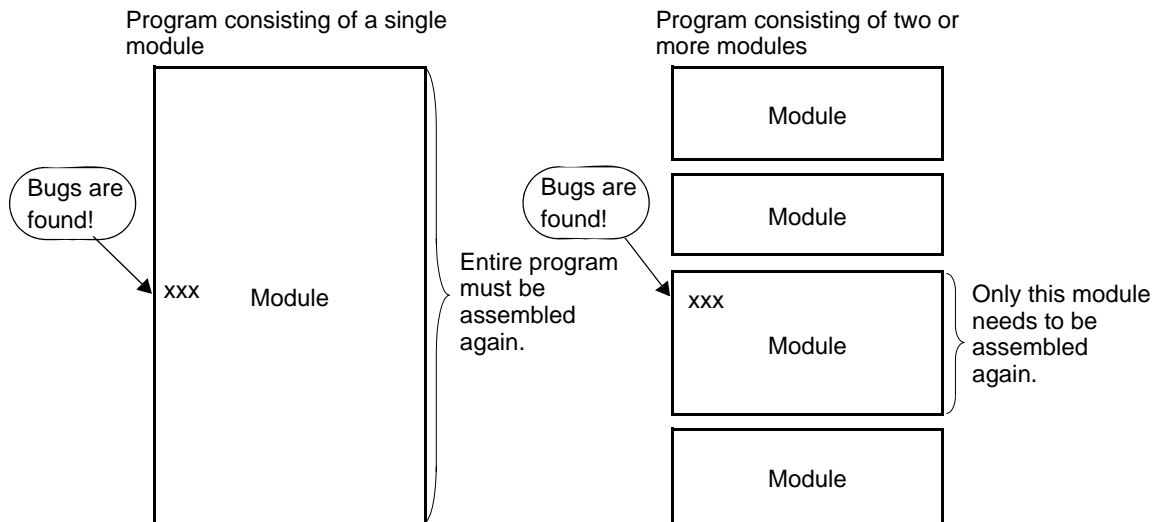 Program consisting of a single
module
Bugs are
found!
xxx
Module
Entire program
must be
assembled
again.
Program consisting of two or
more modules
Module
Module
Bugs are
found!
xxx
Module
Only this module
needs to be
assembled
again.
Module